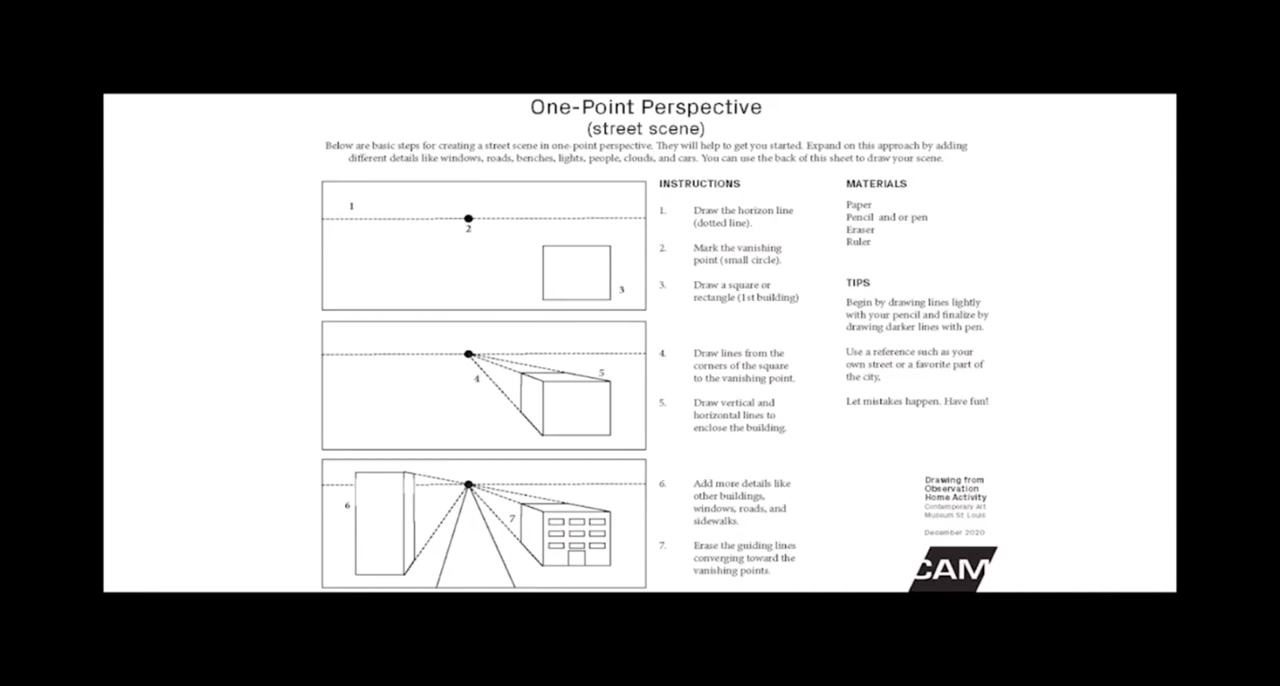 One-Point Perspective
(street scene)
Below are basic steps for creating a street scene in one-point perspective. They will help to get you started. Expand on this approach by adding
different details like windows, roads, benches, lights, people, clouds, and cars. You can use the back of this sheet to draw your scene.
1
2
3
4
5
6
7
INSTRUCTIONS
1. Draw the horizon line
(dotted line).
2. Mark the vanishing
point (small circle).
3. Draw a square or
rectangle (1st building)
4. Draw lines from the
corners of the square
to the vanishing point.
5. Draw vertical and
horizontal lines to
enclose the building.
6. Add more details like
other buildings,
windows, roads, and
sidewalks.
7. Erase the guiding lines
converging toward the
vanishing points.
MATERIALS
Paper
Pencil and or pen
Eraser
Ruler
TIPS
Begin by drawing lines lightly
with your pencil and finalize by
drawing darker lines with pen.
Use a reference such as your
own street or a favorite part of
the city.
Let mistakes happen. Have fun!
Drawing from
Observation
Home Activity
Contemporary Art
Museum St. Louis
December 2020
CAM